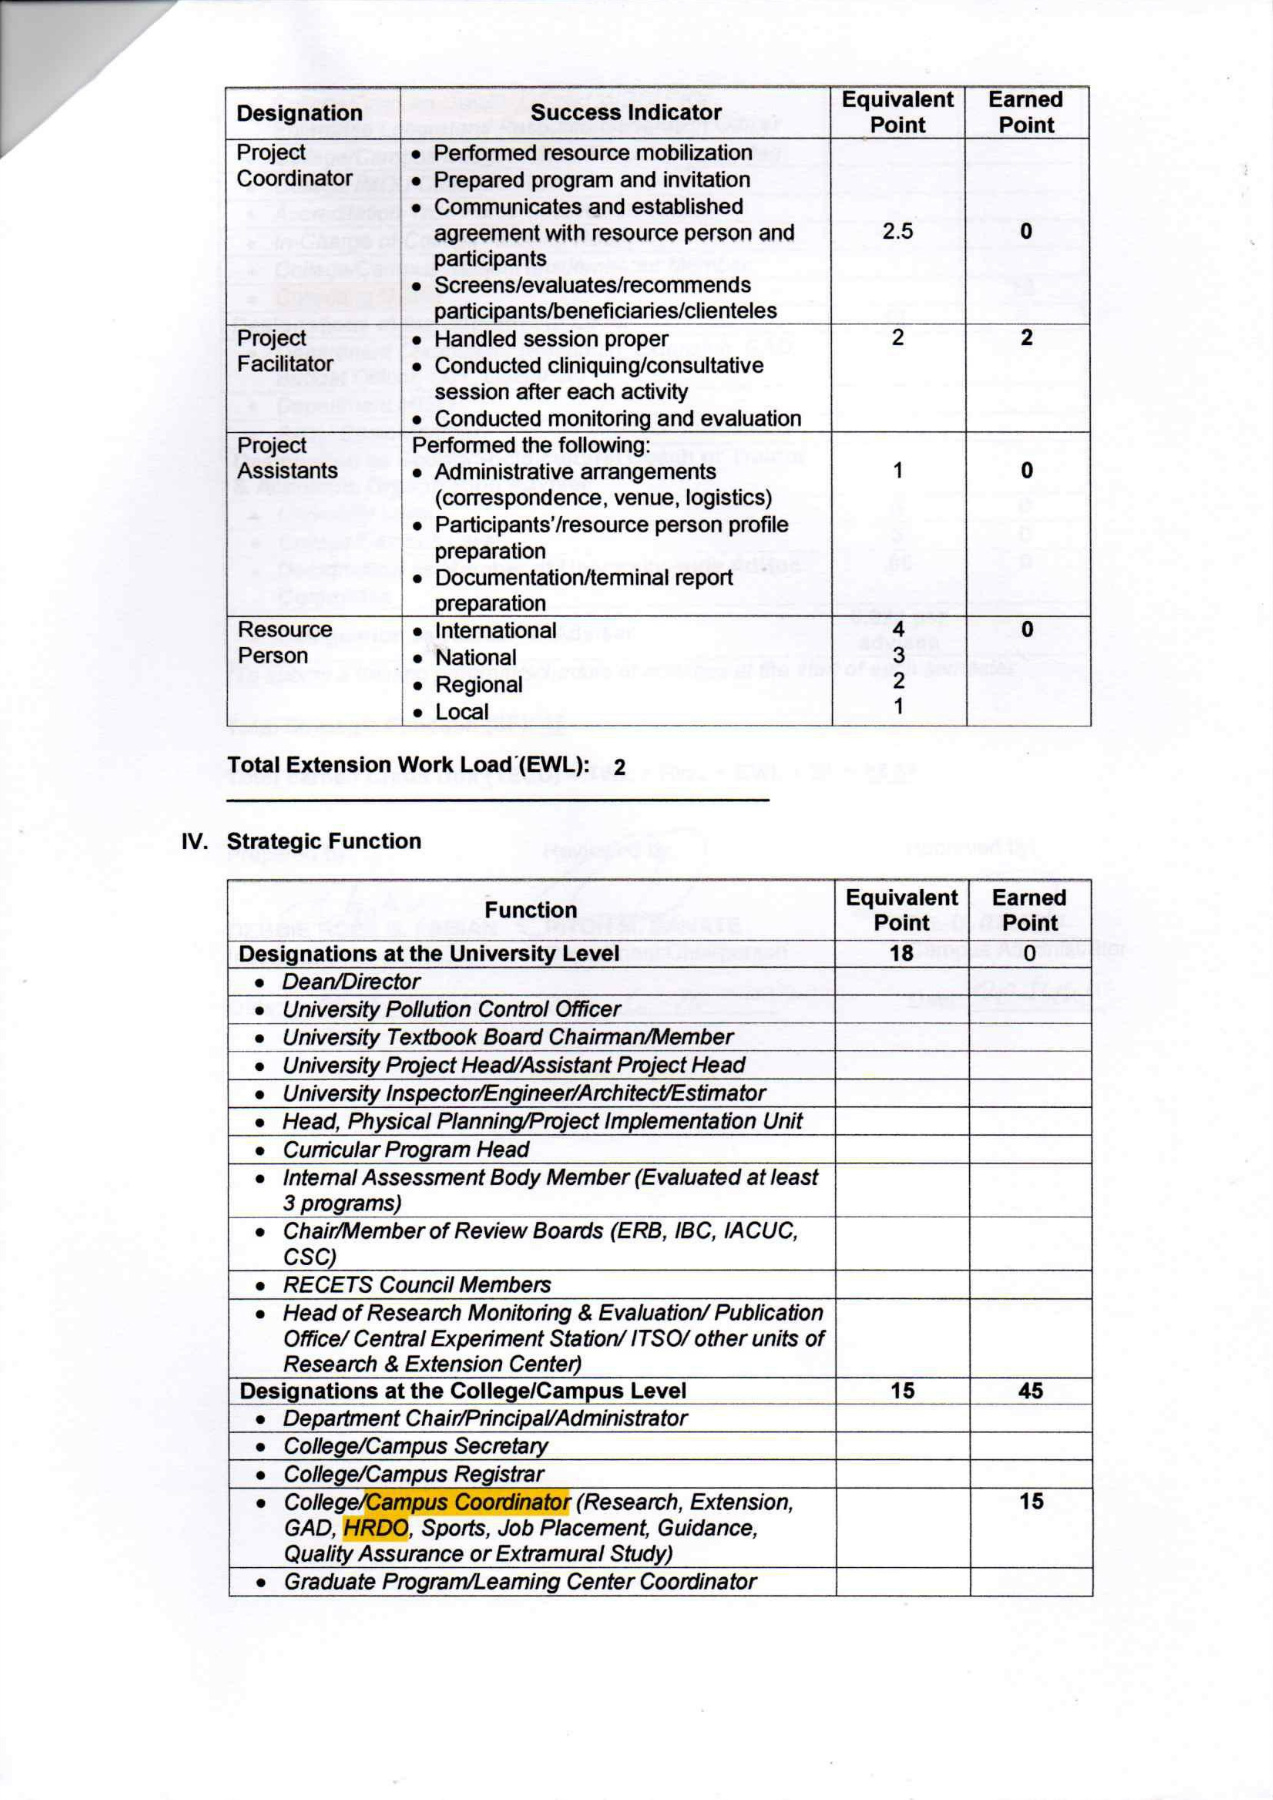 Designation Success Indicator Equivalent Point Earned Point
Project Coordinator
• Performed resource mobilization
• Prepared program and invitation
• Communicates and established
agreement with resource person and
participants
• Screens/evaluates/recommends
participants/beneficiaries/clienteles
2.5 0
Project Facilitator
• Handled session proper
• Conducted cliniquing/consultative
session after each activity
• Conducted monitoring and evaluation
2 2
Project Assistants
Performed the following:
• Administrative arrangements
(correspondence, venue, logistics)
• Participants'/resource person profile
preparation
• Documentation/terminal report
preparation
1 0
Resource Person
• International 4 0
• National 3
• Regional 2
• Local 1
Total Extension Work Load (EWL): 2
IV. Strategic Function
Function Equivalent Point Earned Point
Designations at the University Level 18 0
• Dean/Director
• University Pollution Control Officer
• University Textbook Board Chairman/Member
• University Project Head/Assistant Project Head
• University Inspector/Engineer/Architect/Estimator
• Head, Physical Planning/Project Implementation Unit
• Curricular Program Head
• Internal Assessment Body Member (Evaluated at least
3 programs)
• Chair/Member of Review Boards (ERB, IBC, IACUC,
CSC)
• RECETS Council Members
• Head of Research Monitoring & Evaluation/ Publication
Office/ Central Experiment Station/ ITSO/ other units of
Research & Extension Center)
Designations at the College/Campus Level 15 45
• Department Chair/Principal/Administrator
• College/Campus Secretary
• College/Campus Registrar
• College/Campus Coordinator (Research, Extension, 15
GAD, HRDO, Sports, Job Placement, Guidance,
Quality Assurance or Extramural Study)
• Graduate Program/Learning Center Coordinator